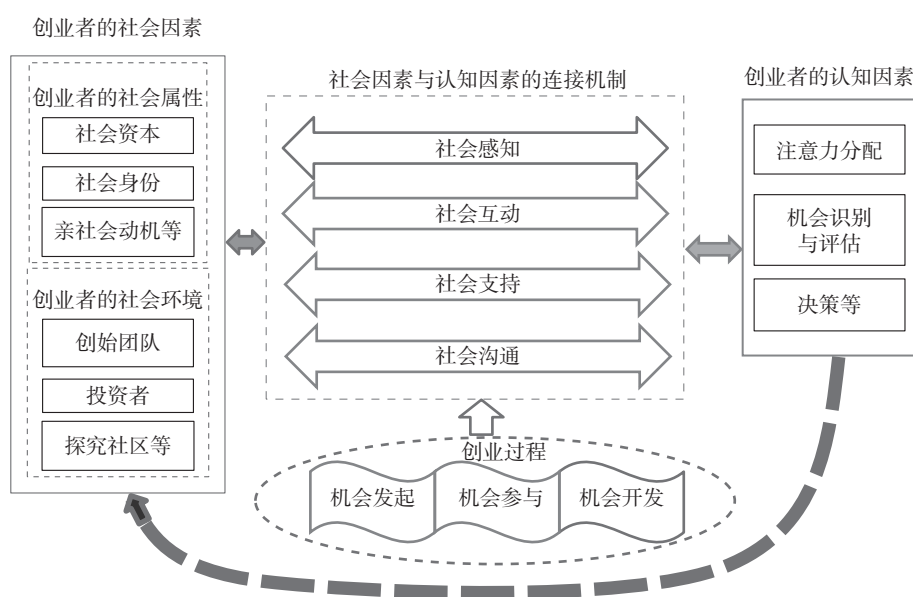 创业者的社会因素
创业者的社会属性
社会资本
社会身份
亲社会动机等
创业者的社会环境
创始团队
投资者
探究社区等
社会因素与认知因素的连接机制
社会感知
社会互动
社会支持
社会沟通
创业者的认知因素
注意力分配
机会识别
与评估
决策等
创业过程
机会发起
机会参与
机会开发